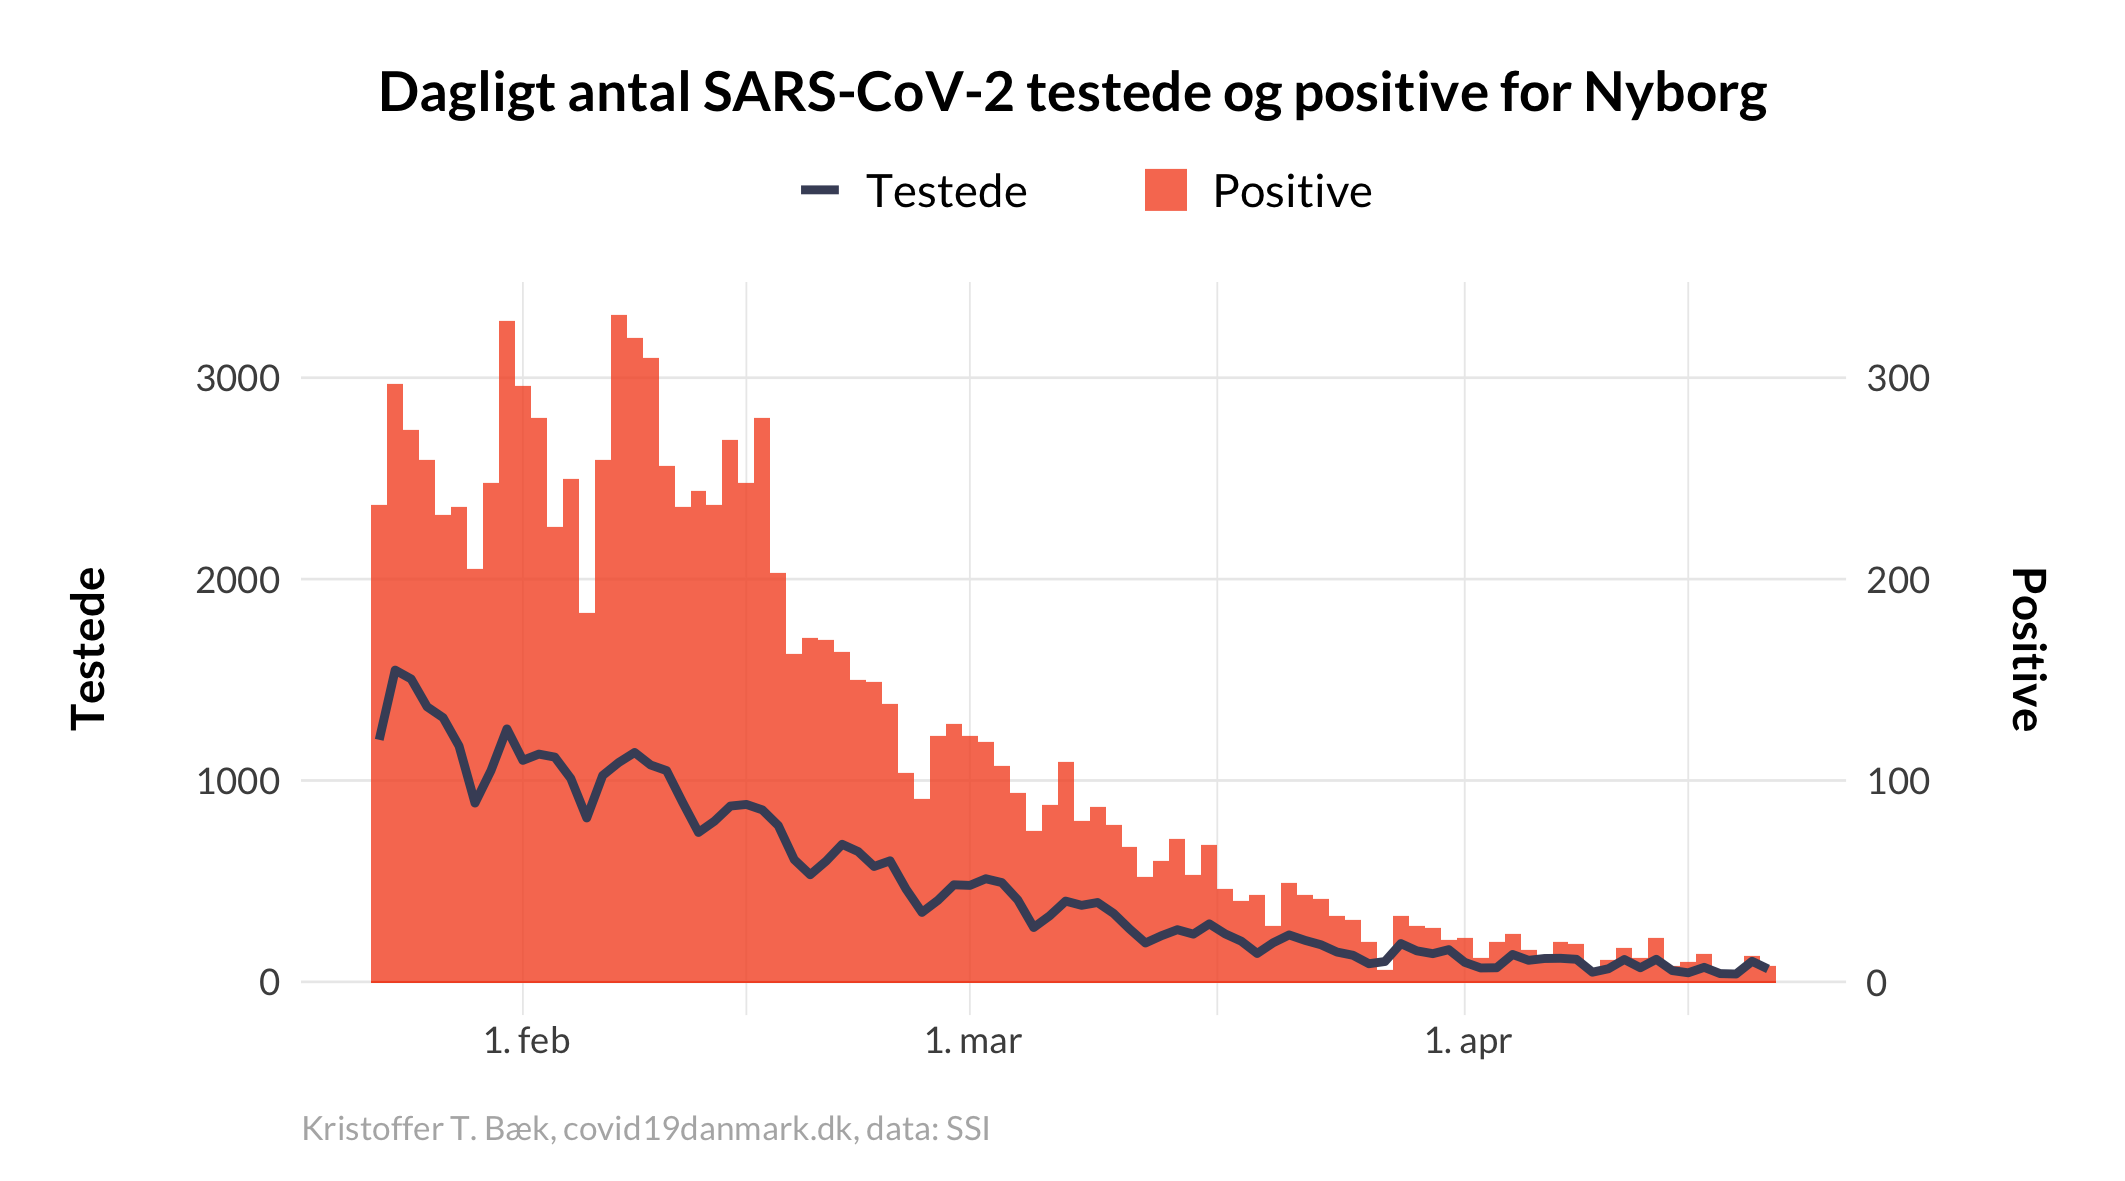 Dagligt antal SARS-CoV-2 testede og positive for Nyborg
Testede
Positive
3000
2000
1000
0
300
200
100
0
Testede
Positive
1. feb
1. mar
1. apr
Kristoffer T. Bæk, covid19danmark.dk, data: SSI